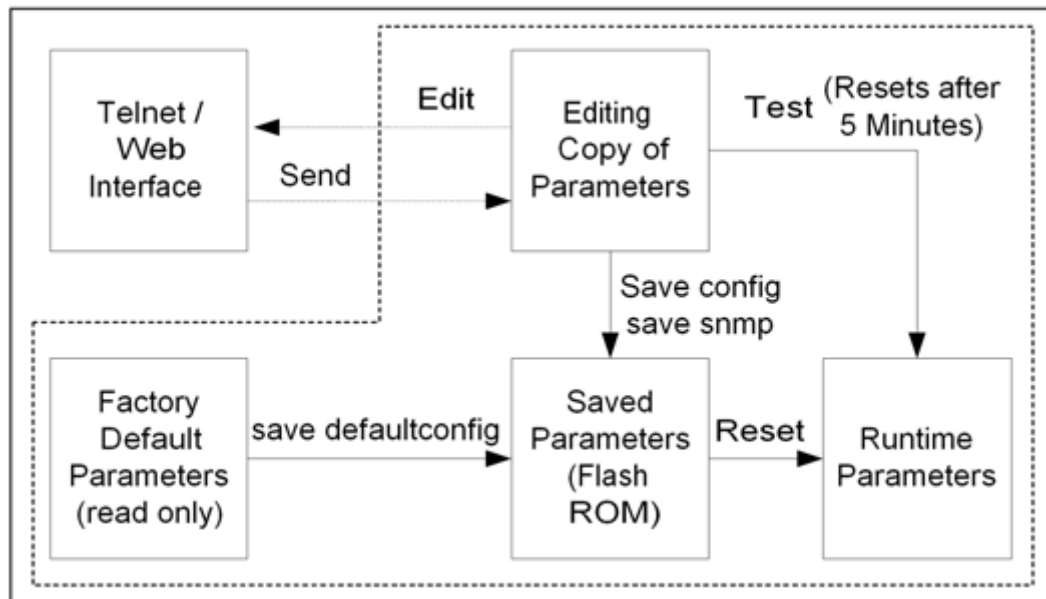 Telnet /
Web
Interface
Edit
Send
Editing
Copy of
Parameters
Test
(Resets after
5 Minutes)
Save config
save snmp
Factory
Default
Parameters
(read only)
save defaultconfig
Saved
Parameters
(Flash
ROM)
Reset
Runtime
Parameters